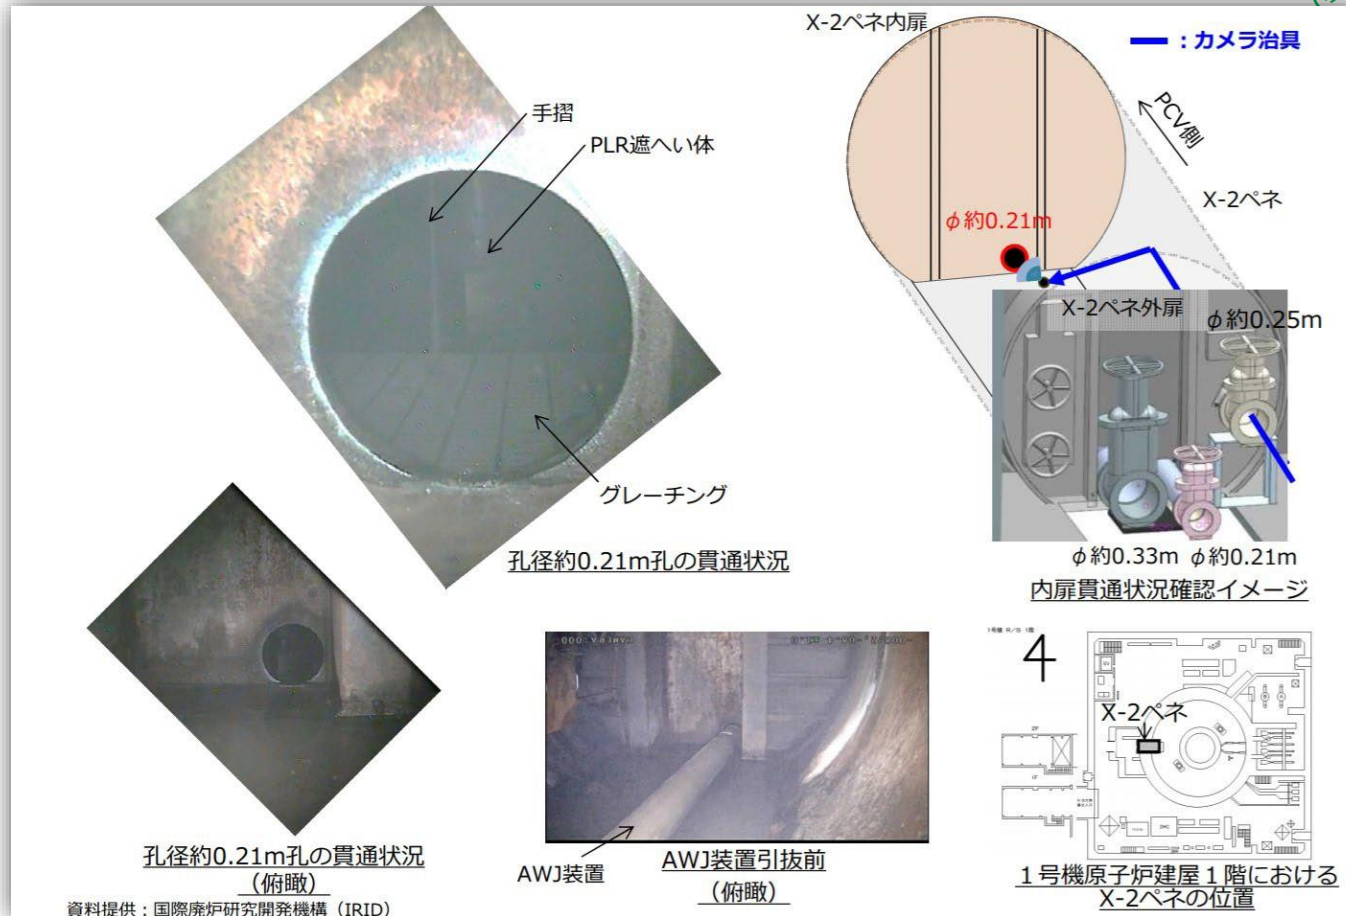 手摺
PLR遮へい体
グレーチング
孔径約0.21m孔の貫通状況
X-2ペネ内扉
：カメラ治具
PCV側
X-2ペネ
φ約0.21m
X-2ペネ外扉
φ約0.25m
φ約0.33m φ約0.21m
内扉貫通状況確認イメージ
孔径約0.21m孔の貫通状況
（俯瞰）
AWJ装置
AWJ装置引抜前
（俯瞰）
1号機 R/B 1階
X-2ペネ
１号機原子炉建屋１階における
X-2ペネの位置
資料提供：国際廃炉研究開発機構（IRID）